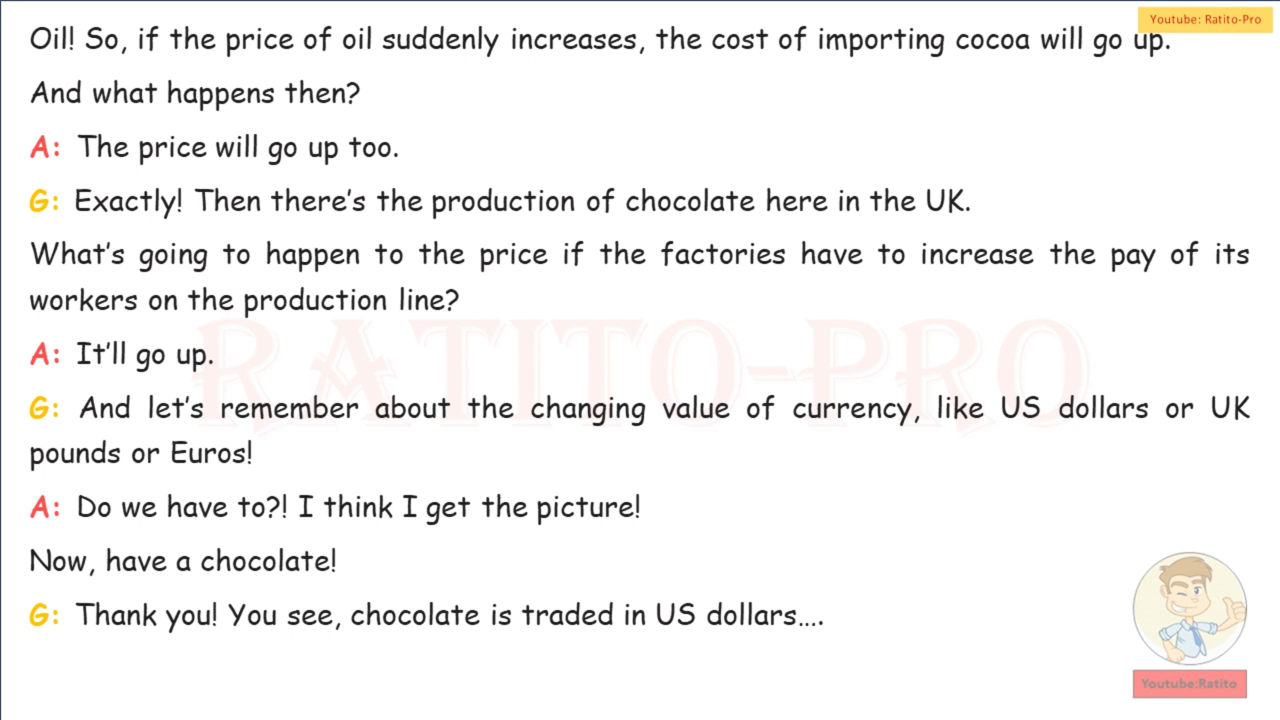 Youtube: Ratito-Pro
Oil! So, if the price of oil suddenly increases, the cost of importing cocoa will go up.
And what happens then?
A: The price will go up too.
G: Exactly! Then there's the production of chocolate here in the UK.
What's going to happen to the price if the factories have to increase the pay of its
workers on the production line?
RATITO-PRO
A: It'll go up.
G: And let's remember about the changing value of currency, like US dollars or UK
pounds or Euros!
A: Do we have to?! I think I get the picture!
Now, have a chocolate!
G: Thank you! You see, chocolate is traded in US dollars....
Youtube:Ratito